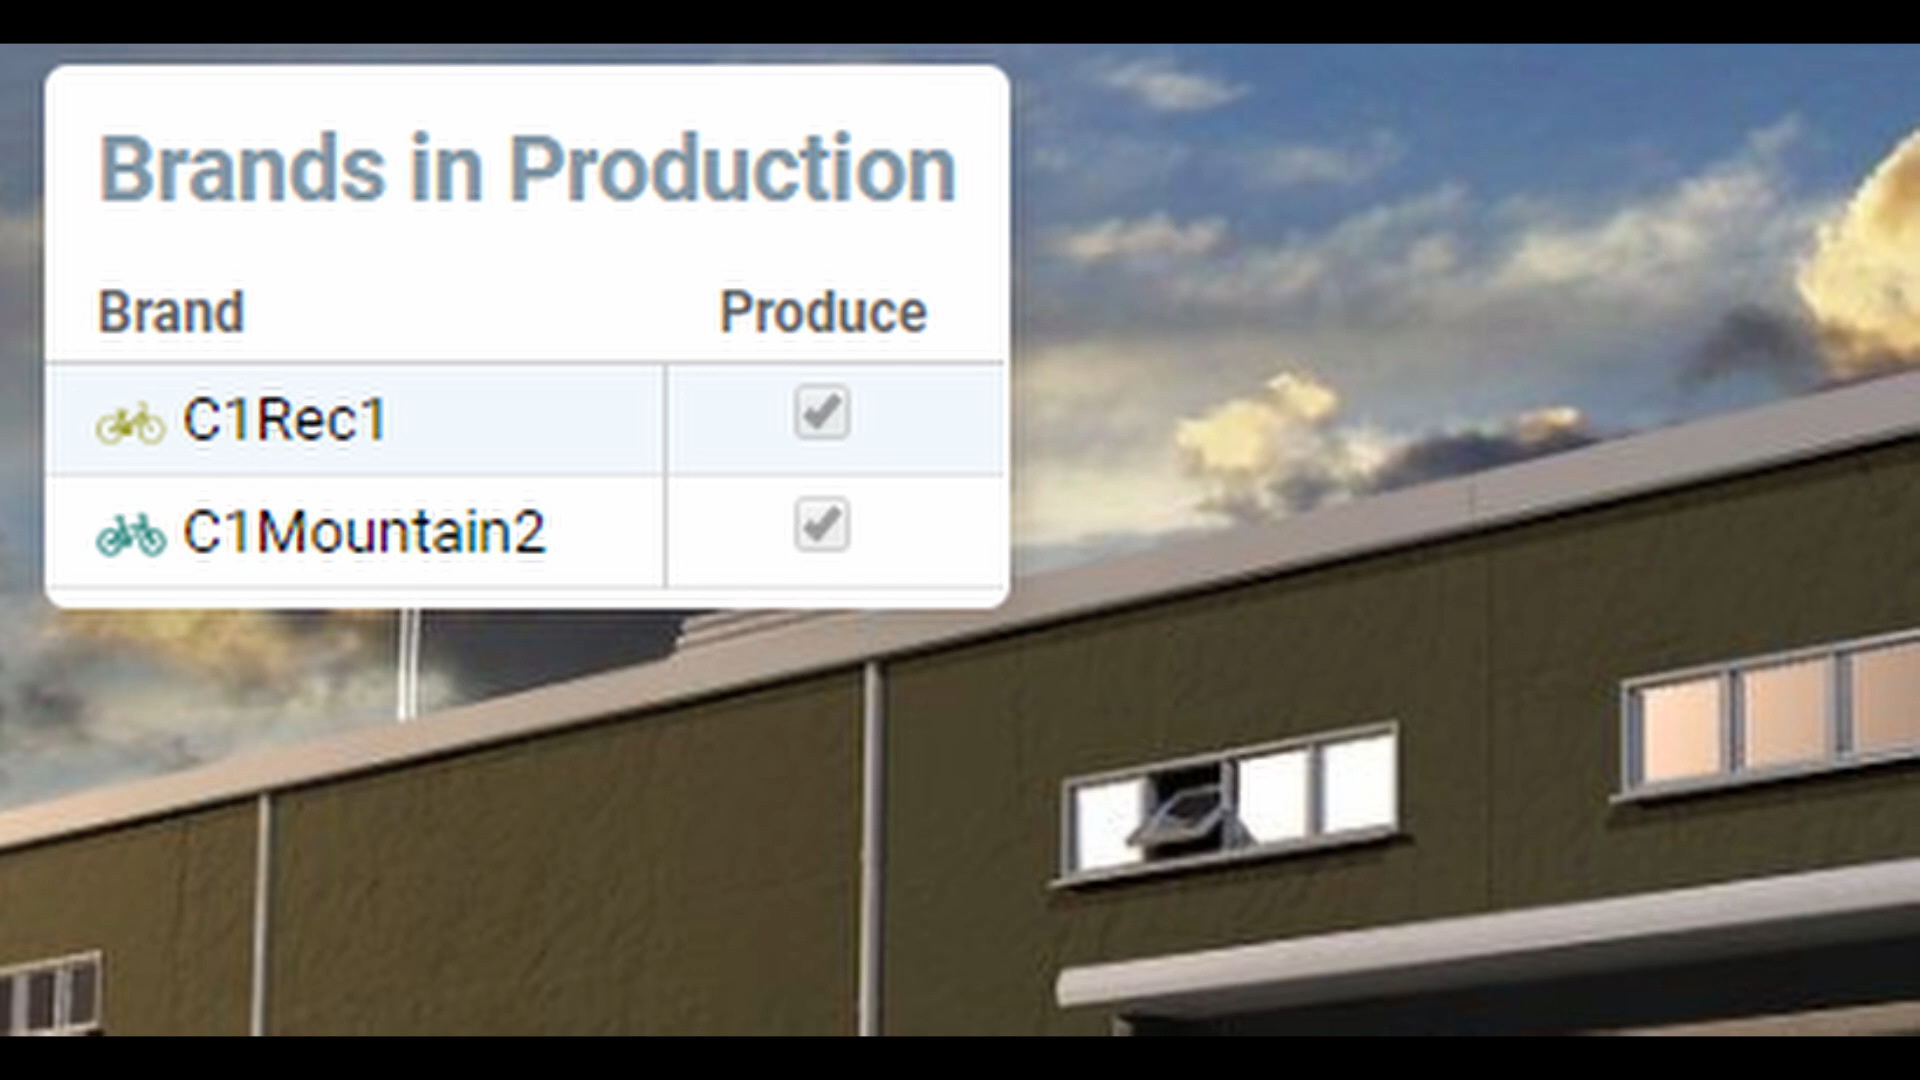 Brands in Production
Brand Produce
C1Rec1
C1Mountain2